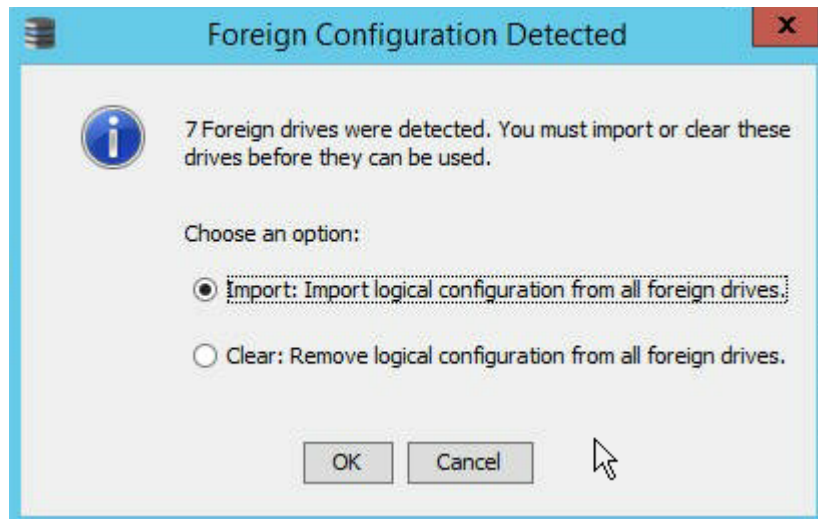 Foreign Configuration Detected
x
7 Foreign drives were detected. You must import or clear these
drives before they can be used.
Choose an option:
Import: Import logical configuration from all foreign drives.
Clear: Remove logical configuration from all foreign drives.
OK Cancel